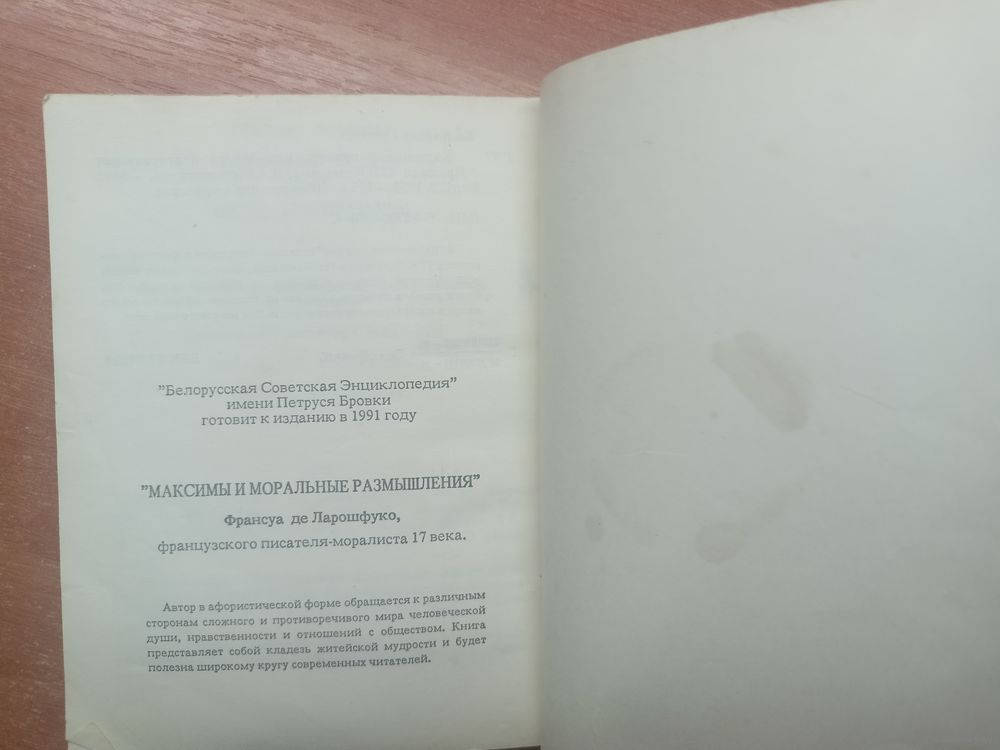 "Белорусская Советская Энциклопедия"
имени Петруся Бровки
готовит к изданию в 1991 году
"МАКСИМЫ И МОРАЛЬНЫЕ РАЗМЫШЛЕНИЯ"
Франсуа де Ларошфуко,
французского писателя-моралиста 17 века.
Автор в афористической форме обращается к различным
сторонам сложного и противоречивого мира человеческой
души, нравственности и отношений с обществом. Книга
представляет собой кладезь житейской мудрости и будет
полезна широкому кругу современных читателей.